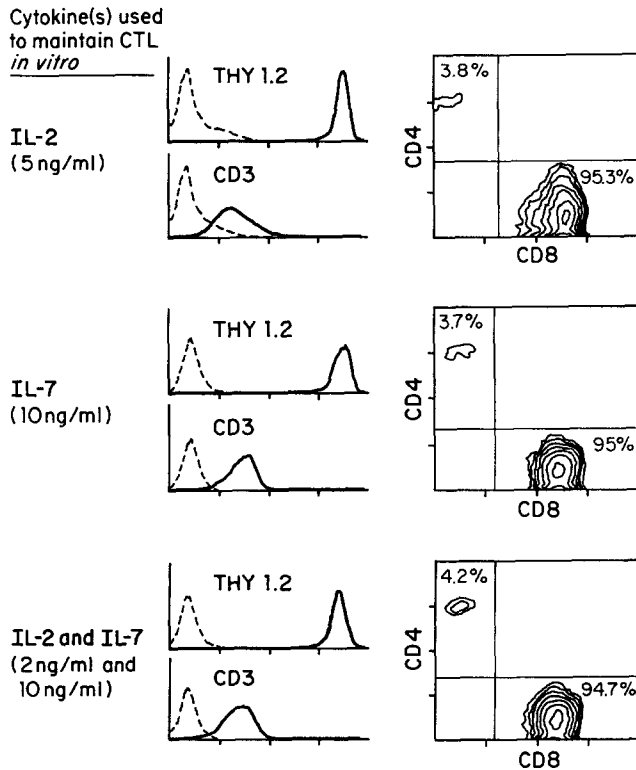 Cytokine(s) used
to maintain CTL
in vitro
IL-2
(5ng/ml)
THY 1.2
CD3
CD4
3.8%
95.3%
CD8
IL-7
(10ng/ml)
THY 1.2
CD3
CD4
3.7%
95%
CD8
IL-2 and IL-7
(2ng/ml and
10ng/ml)
THY 1.2
CD3
CD4
4.2%
94.7%
CD8